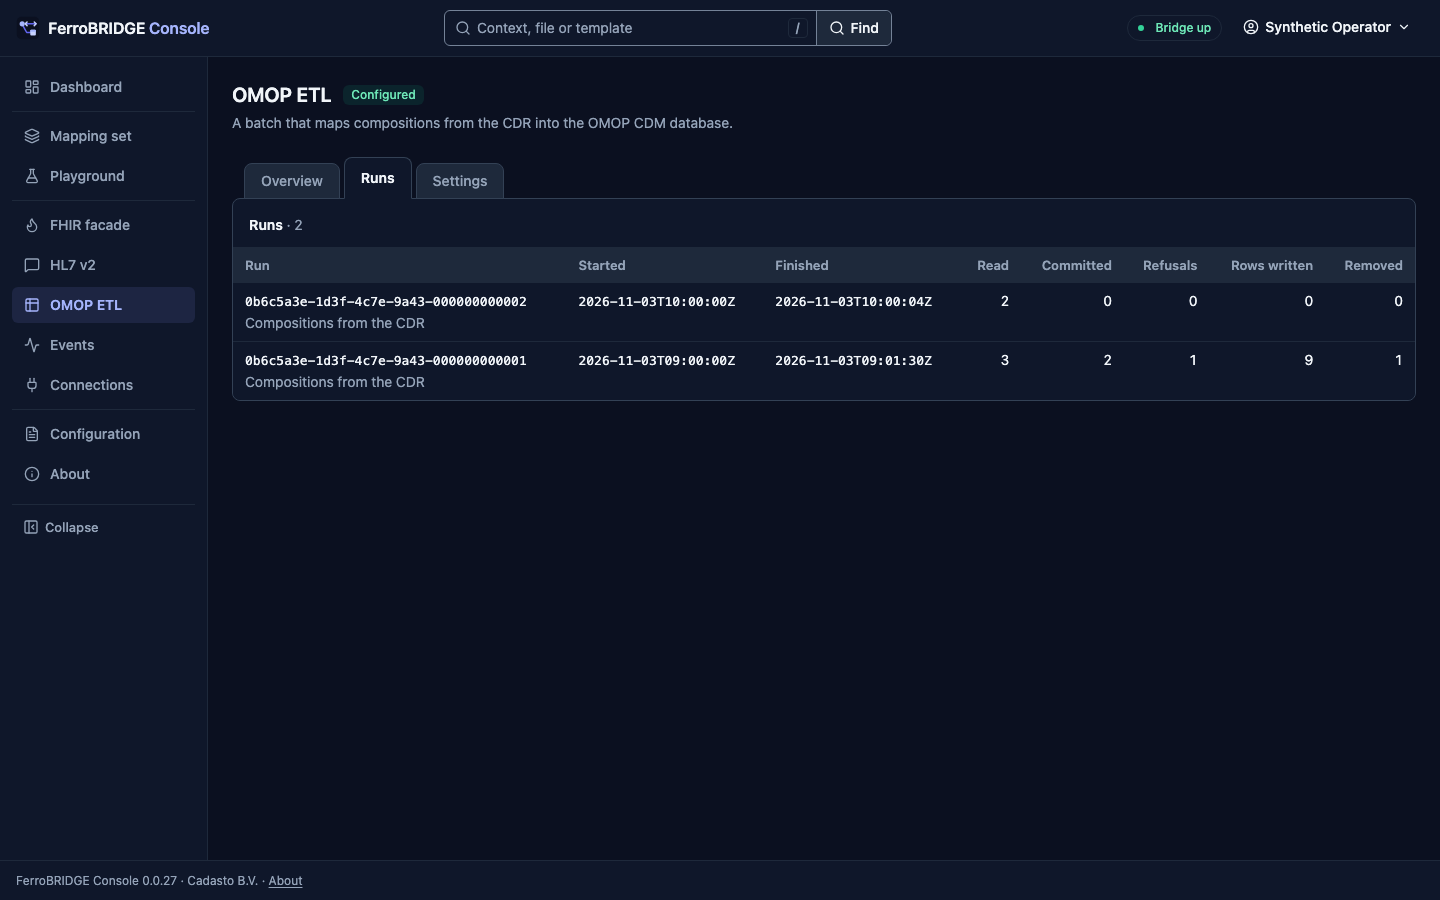 FerroBRIDGE Console
Context, file or template
/
Find
Bridge up
Synthetic Operator
Dashboard
Mapping set
Playground
FHIR facade
HL7 v2
OMOP ETL
Events
Connections
Configuration
About
Collapse
OMOP ETL
Configured
A batch that maps compositions from the CDR into the OMOP CDM database.
Overview
Runs
Settings
Runs · 2
Run Started Finished Read Committed Refusals Rows written Removed
0b6c5a3e-1d3f-4c7e-9a43-000000000002 2026-11-03T10:00:00Z 2026-11-03T10:00:04Z 2 0 0 0 0
Compositions from the CDR
0b6c5a3e-1d3f-4c7e-9a43-000000000001 2026-11-03T09:00:00Z 2026-11-03T09:01:30Z 3 2 1 9 1
Compositions from the CDR
FerroBRIDGE Console 0.0.27 · Cadasto B.V. · About